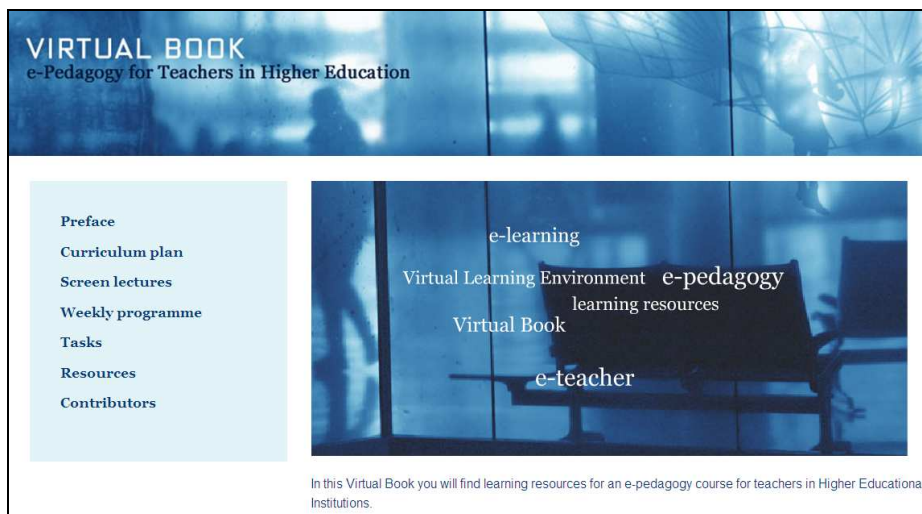 VIRTUAL BOOK
e-Pedagogy for Teachers in Higher Education
Preface
Curriculum plan
Screen lectures
Weekly programme
Tasks
Resources
Contributors
e-learning
Virtual Learning Environment e-pedagogy
learning resources
Virtual Book
e-teacher
In this Virtual Book you will find learning resources for an e-pedagogy course for teachers in Higher Educationa
Institutions.